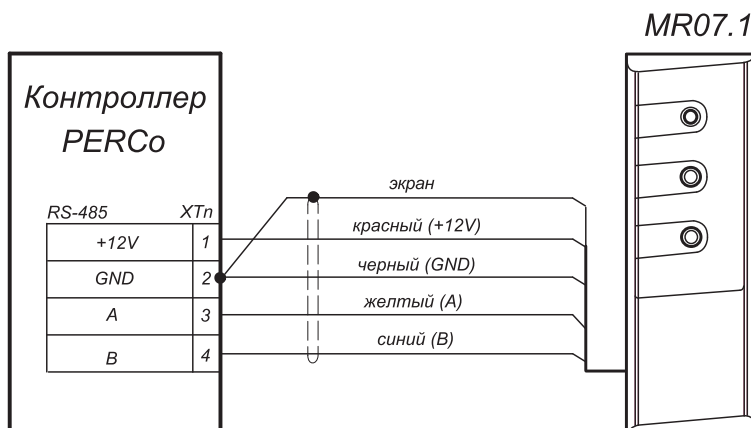 MR07.1
Контроллер
PERCo
экран
RS-485 XTn
красный (+12V)
+12V 1
черный (GND)
GND 2
желтый (A)
A 3
синий (B)
B 4